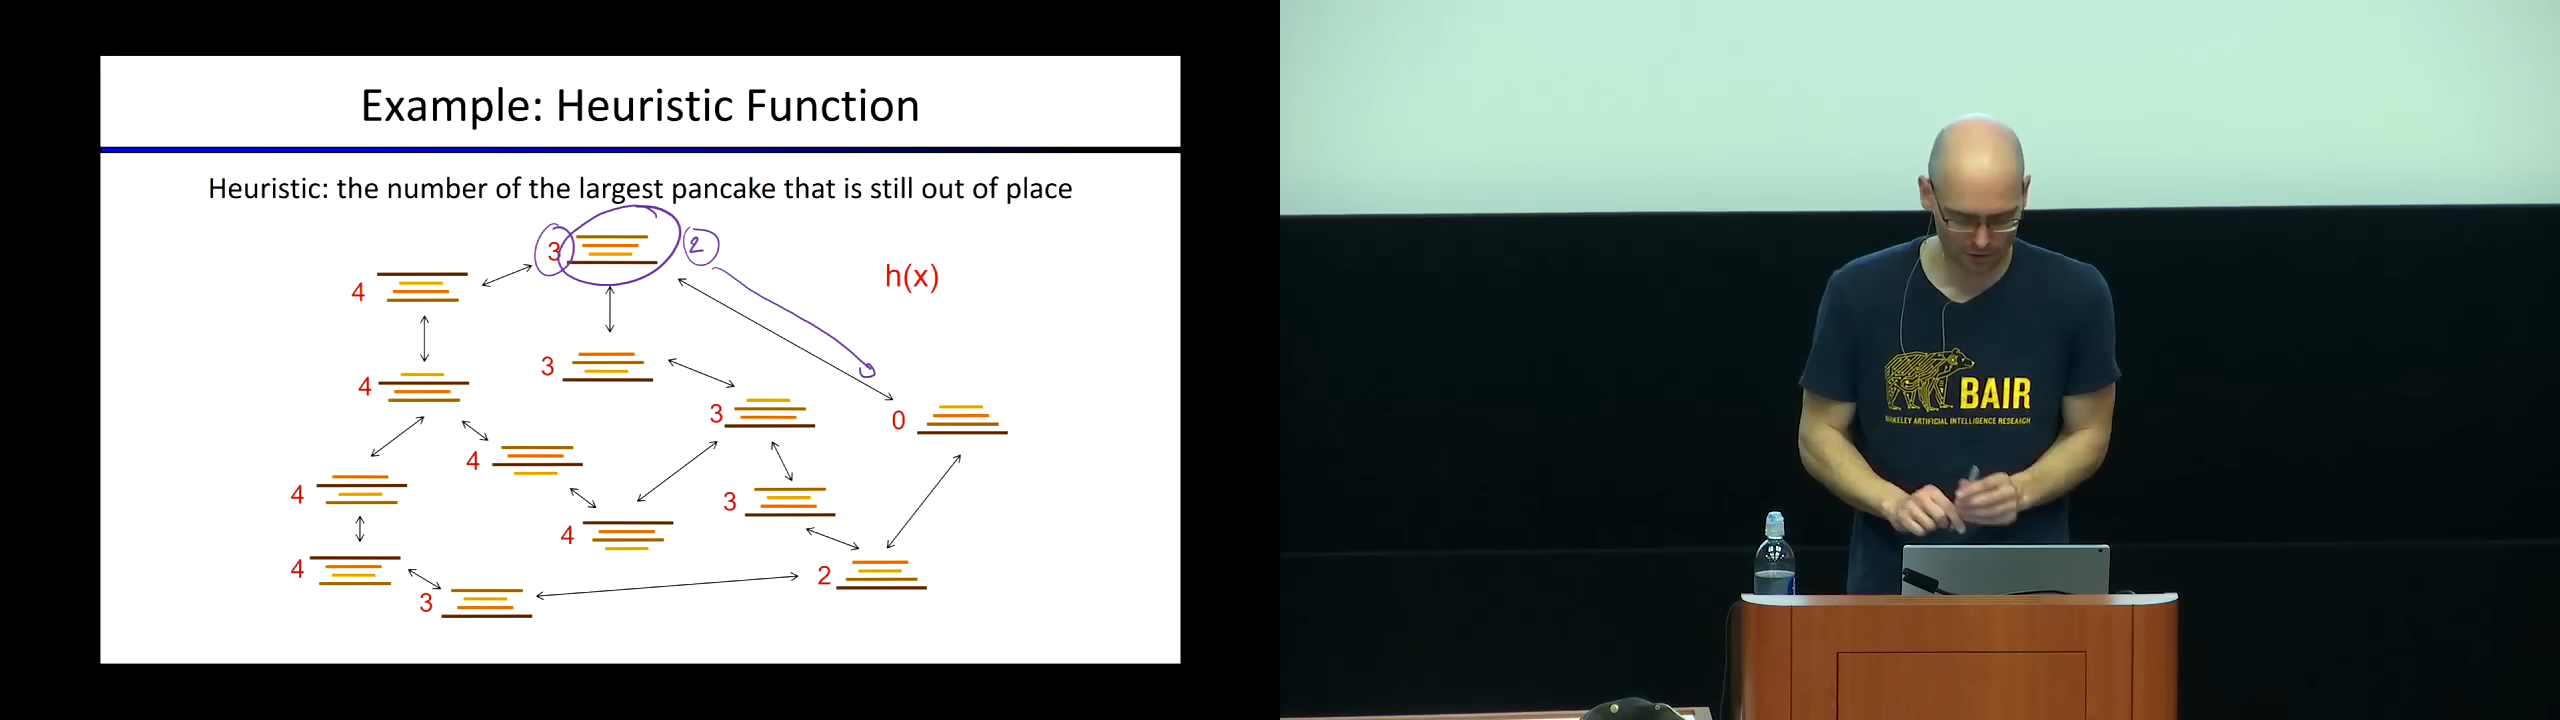 Example: Heuristic Function
Heuristic: the number of the largest pancake that is still out of place
3
2
h(x)
4
3
4
3
0
4
4
3
4
4
3
2
BAIR
BERKELEY ARTIFICIAL INTELLIGENCE RESEARCH